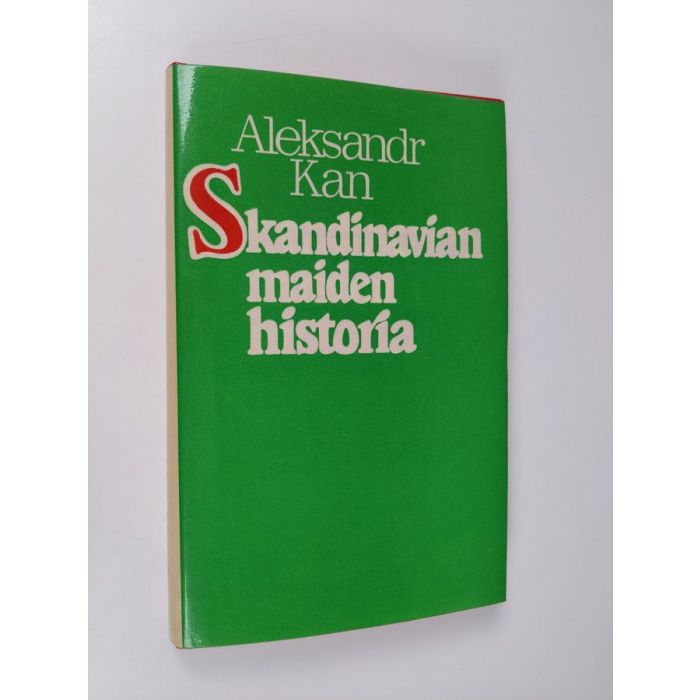 Aleksandr
Kan
Skandinavian
maiden
historia